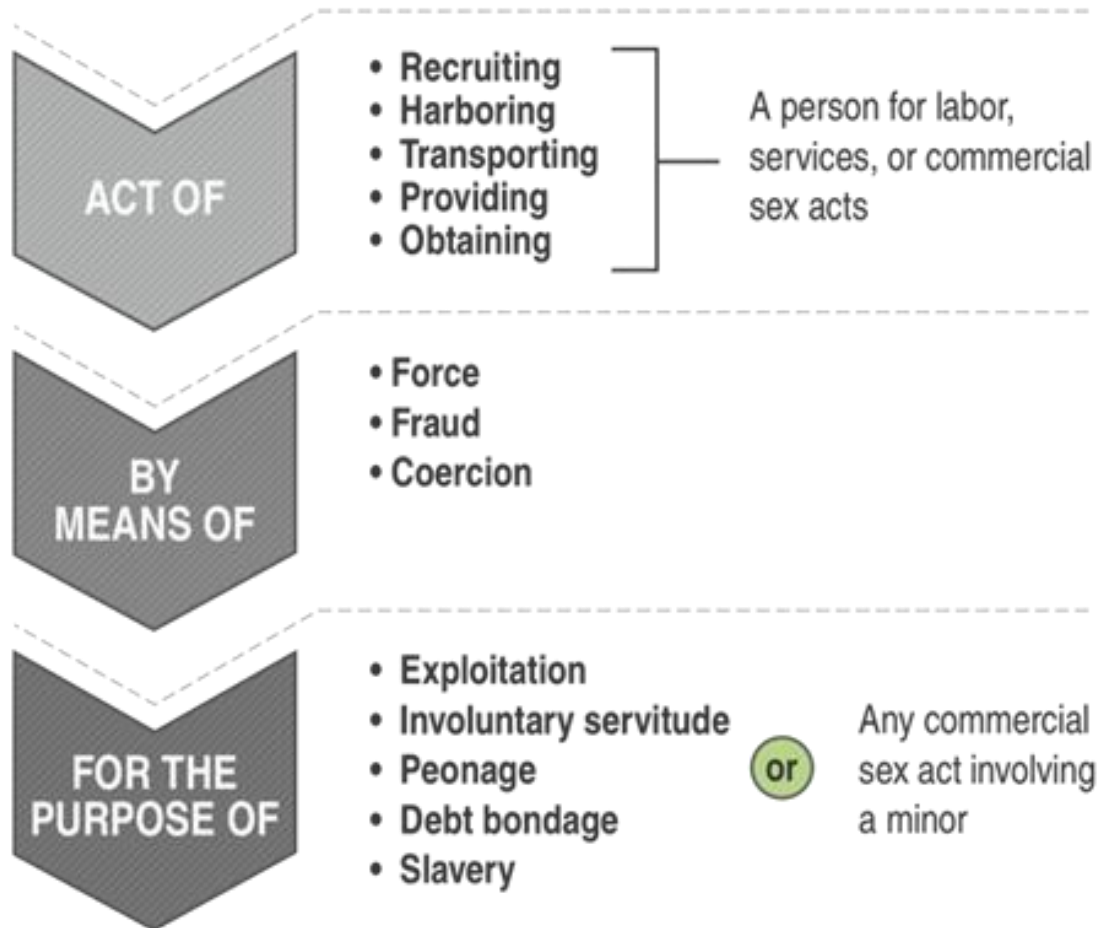 ACT OF
• Recruiting
• Harboring
• Transporting
• Providing
• Obtaining
A person for labor,
services, or commercial
sex acts
BY
MEANS OF
• Force
• Fraud
• Coercion
FOR THE
PURPOSE OF
• Exploitation
• Involuntary servitude
• Peonage
• Debt bondage
• Slavery
or
Any commercial
sex act involving
a minor